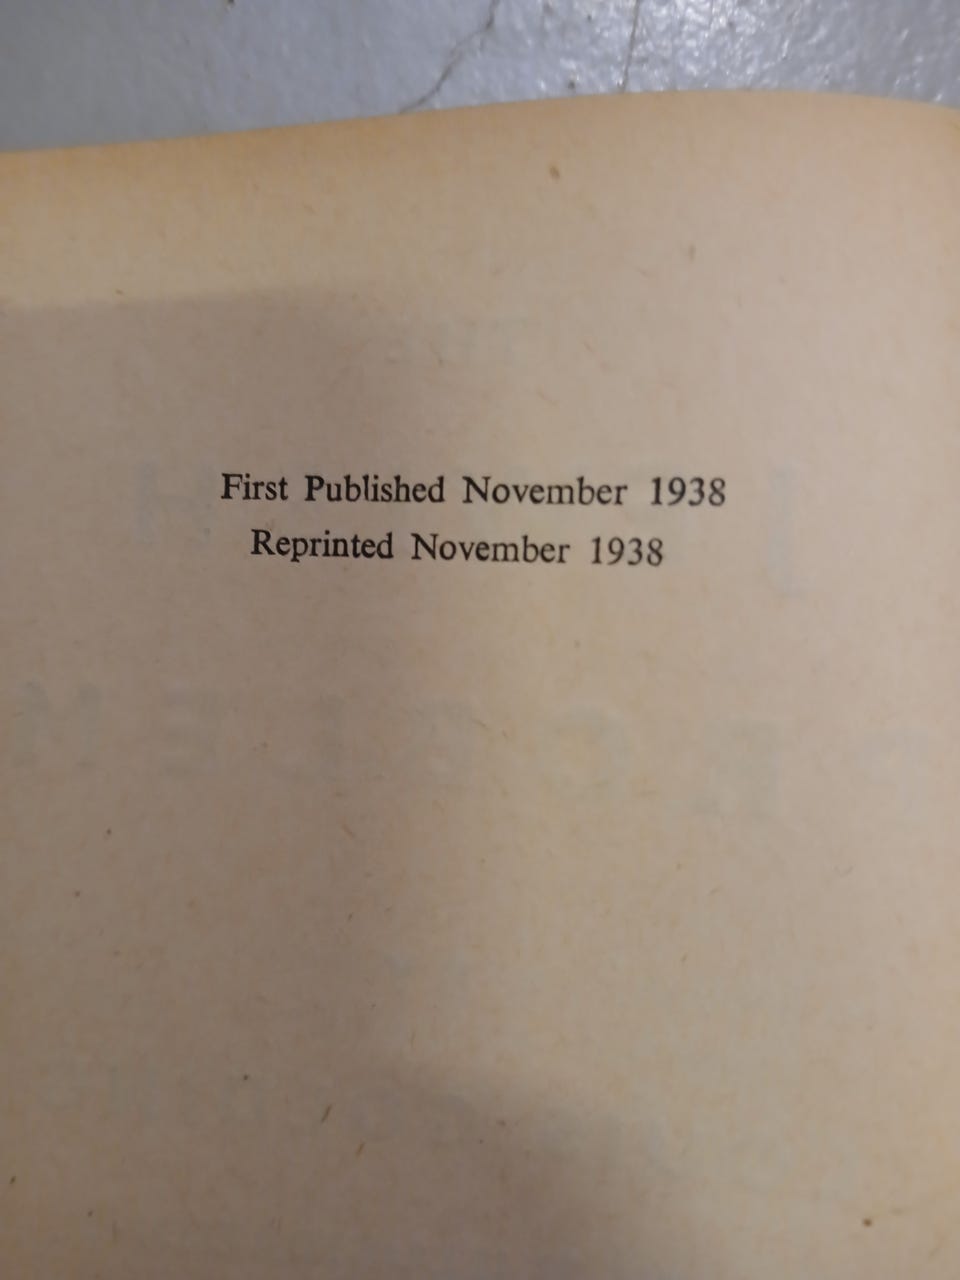 First Published November 1938
Reprinted November 1938